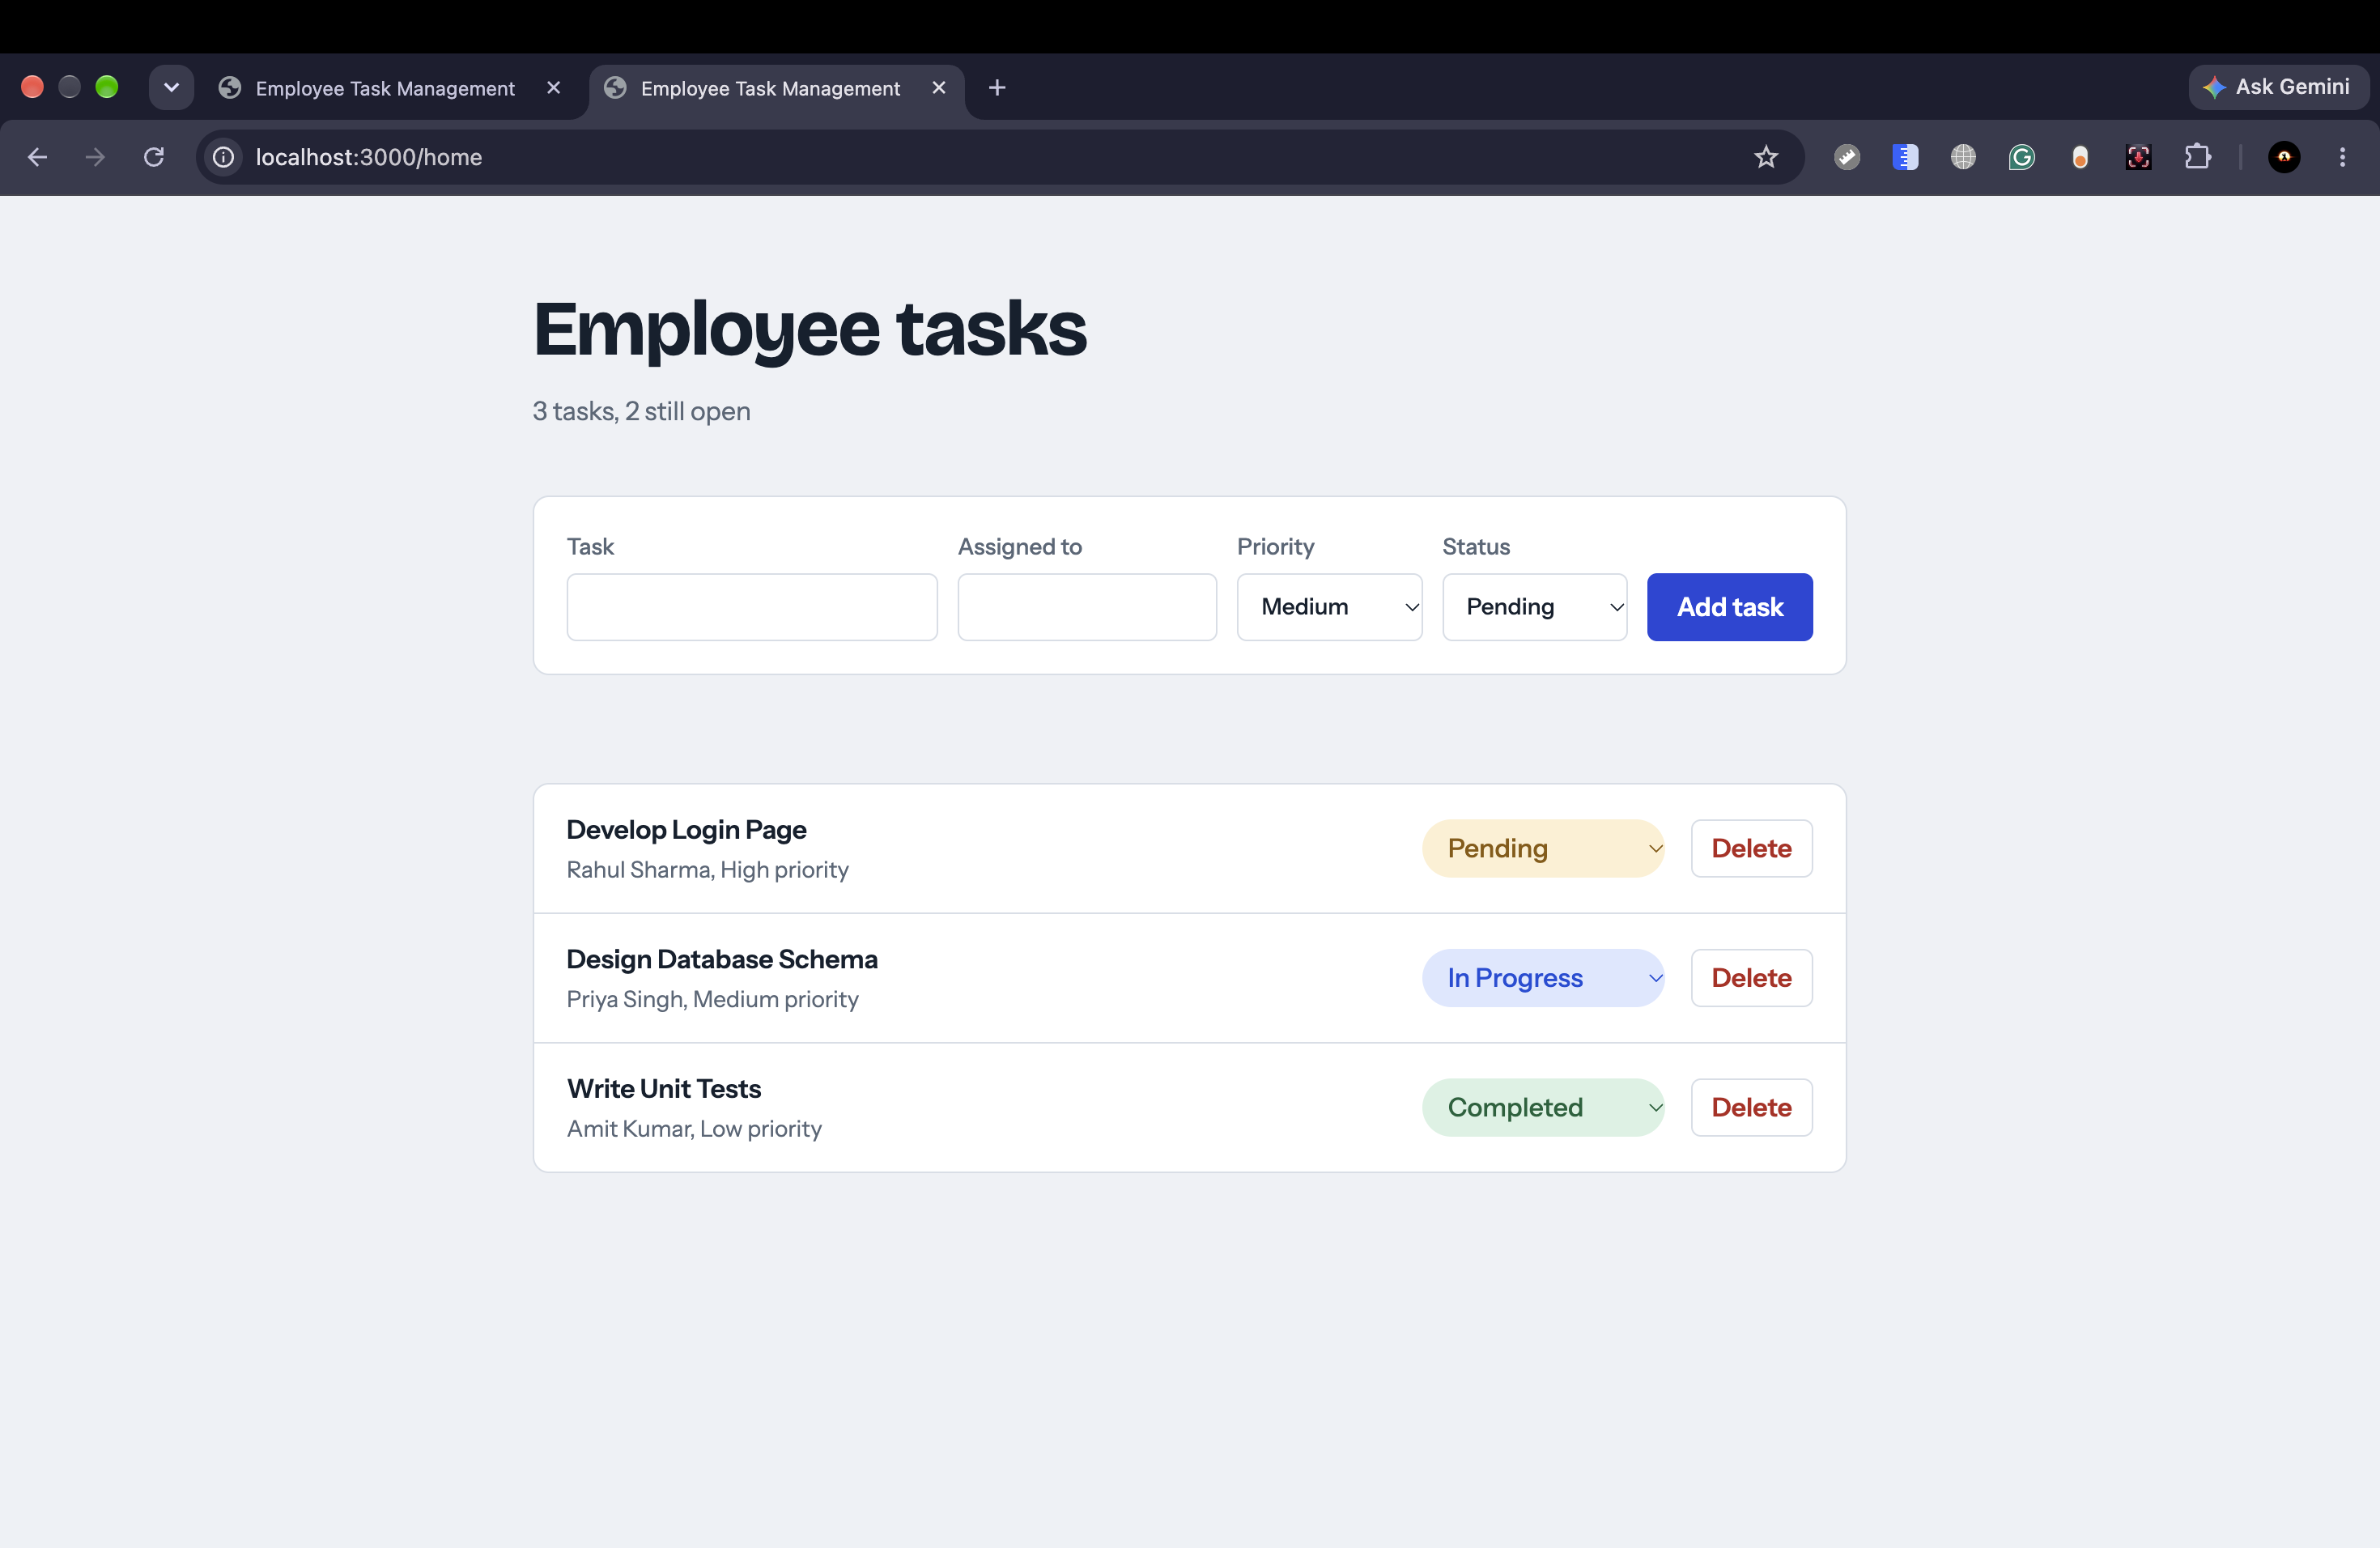 Employee Task Management
Employee Task Management
Ask Gemini
localhost:3000/home
Employee tasks
3 tasks, 2 still open
Task
Assigned to
Priority
Status
Medium
Pending
Add task
Develop Login Page
Rahul Sharma, High priority
Pending
Delete
Design Database Schema
Priya Singh, Medium priority
In Progress
Delete
Write Unit Tests
Amit Kumar, Low priority
Completed
Delete